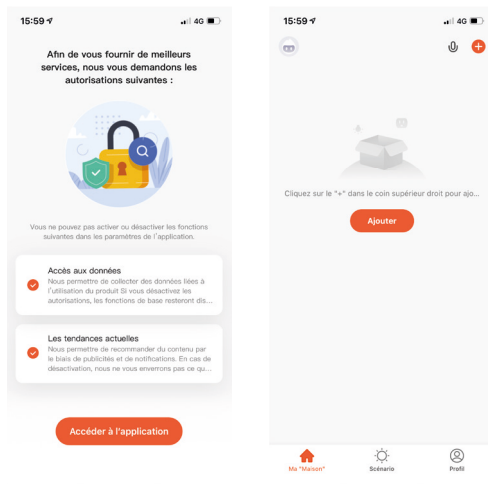 15:59
4G
Afin de vous fournir de meilleurs
services, nous vous demandons les
autorisations suivantes :
Vous ne pouvez pas activer ou désactiver les fonctions
suivantes dans les paramètres de l'application.
Accès aux données
Nous permettre de collecter des données liées à
l'utilisation du produit Si vous désactivez les
autorisations, les fonctions de base resteront dis...
Les tendances actuelles
Nous permettre de recommander du contenu par
le biais de publicités et de notifications. En cas de
désactivation, nous ne vous enverrons pas ce qu...
Accéder à l'application
15:59
4G
Cliquez sur le "+" dans le coin supérieur droit pour ajo...
Ajouter
Ma "Maison"
Scénario
Profil